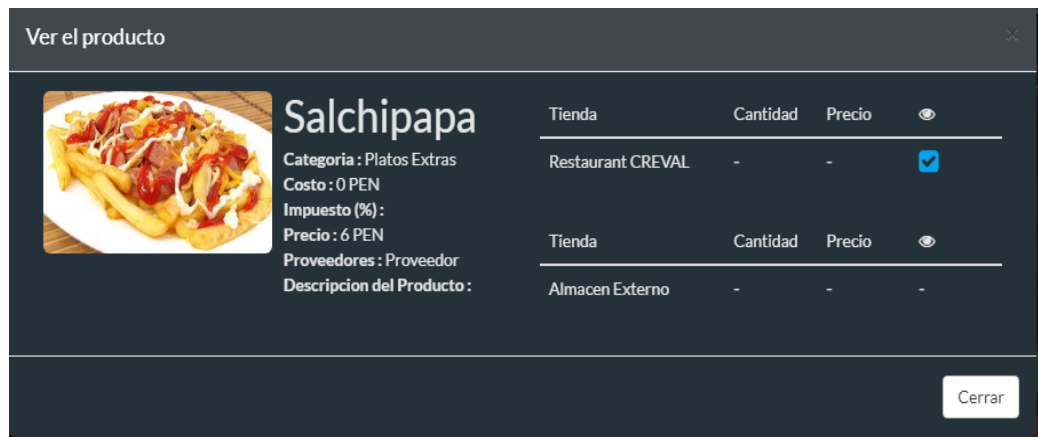 Ver el producto
×
Salchipapa
Categoria : Platos Extras
Costo : 0 PEN
Impuesto (%) :
Precio : 6 PEN
Proveedores : Proveedor
Descripcion del Producto :
Tienda Cantidad Precio
Restaurant CREVAL - -
Tienda Cantidad Precio
Almacen Externo - - -
Cerrar